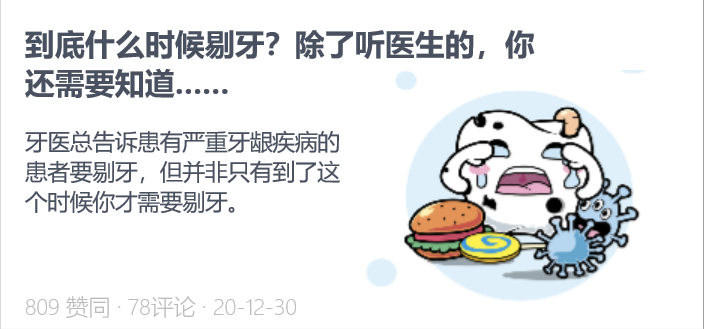 到底什么时候剔牙？除了听医生的，你
还需要知道......
牙医总告诉患有严重牙龈疾病的
患者要剔牙，但并非只有到了这
个时候你才需要剔牙。
809 赞同 · 78评论 · 20-12-30